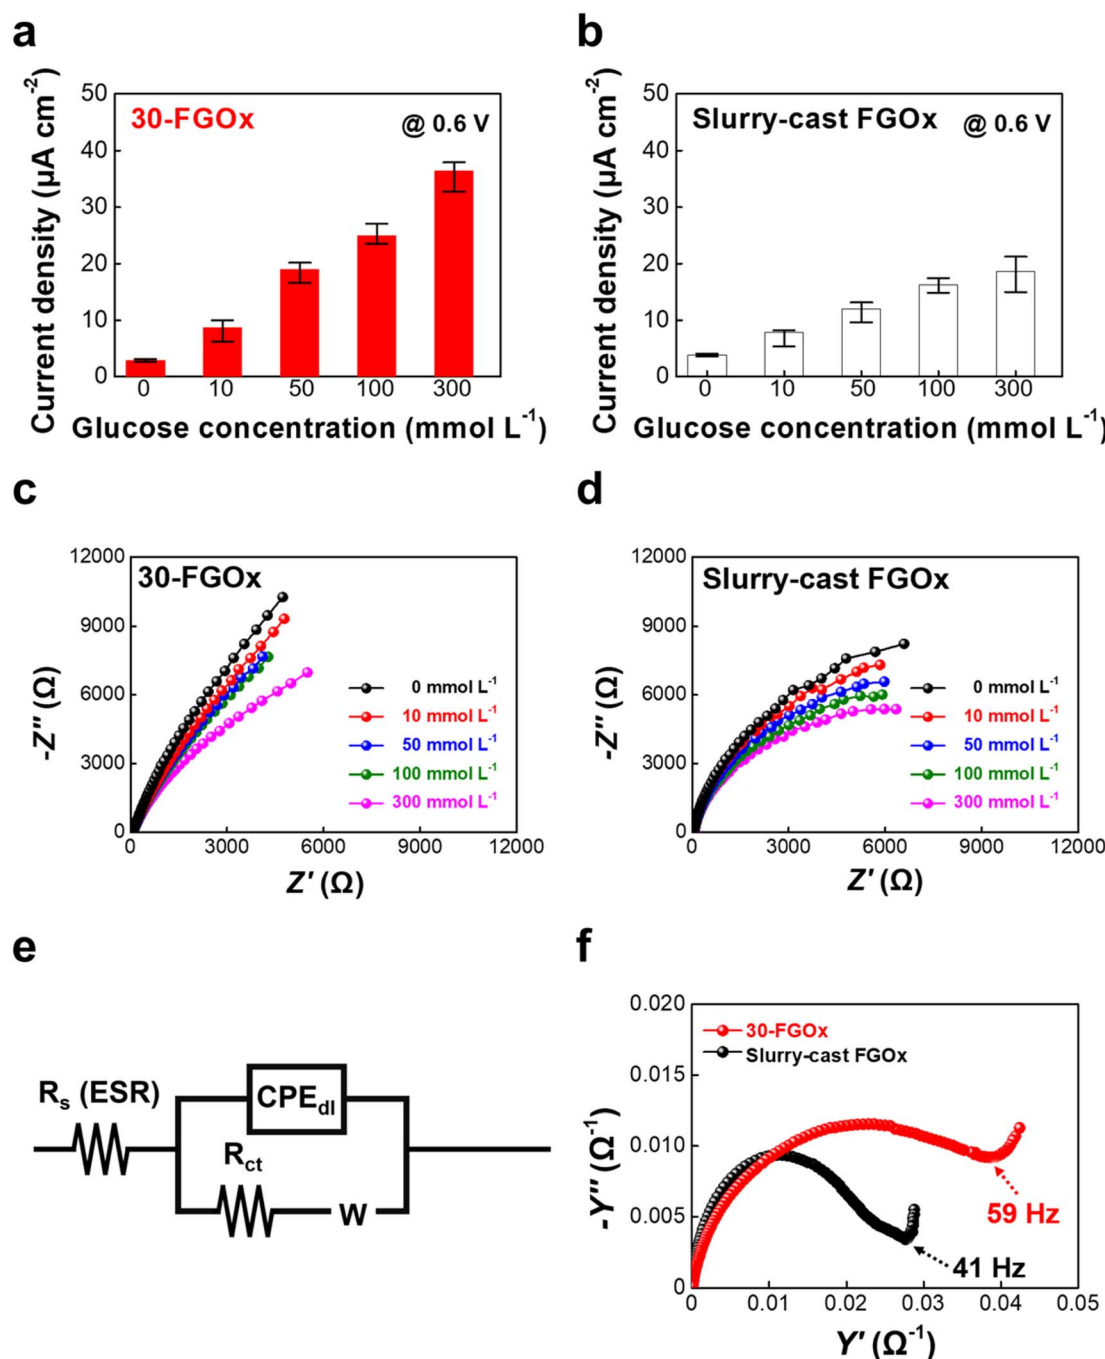 a
50
40
30
20
10
0
Current density (µA cm⁻²)
30-FGOx
@ 0.6 V
0 10 50 100 300
Glucose concentration (mmol L⁻¹)
b
50
40
30
20
10
0
Current density (µA cm⁻²)
Slurry-cast FGOx
@ 0.6 V
0 10 50 100 300
Glucose concentration (mmol L⁻¹)
c
12000
9000
6000
3000
0
-Z″ (Ω)
30-FGOx
0 mmol L⁻¹
10 mmol L⁻¹
50 mmol L⁻¹
100 mmol L⁻¹
300 mmol L⁻¹
0 3000 6000 9000 12000
Z′ (Ω)
d
12000
9000
6000
3000
0
-Z″ (Ω)
Slurry-cast FGOx
0 mmol L⁻¹
10 mmol L⁻¹
50 mmol L⁻¹
100 mmol L⁻¹
300 mmol L⁻¹
0 3000 6000 9000 12000
Z′ (Ω)
e
Rs (ESR)
CPEdl
Rct
W
f
0.020
0.015
0.010
0.005
0
-Y″ (Ω⁻¹)
30-FGOx
Slurry-cast FGOx
59 Hz
41 Hz
0 0.01 0.02 0.03 0.04 0.05
Y′ (Ω⁻¹)